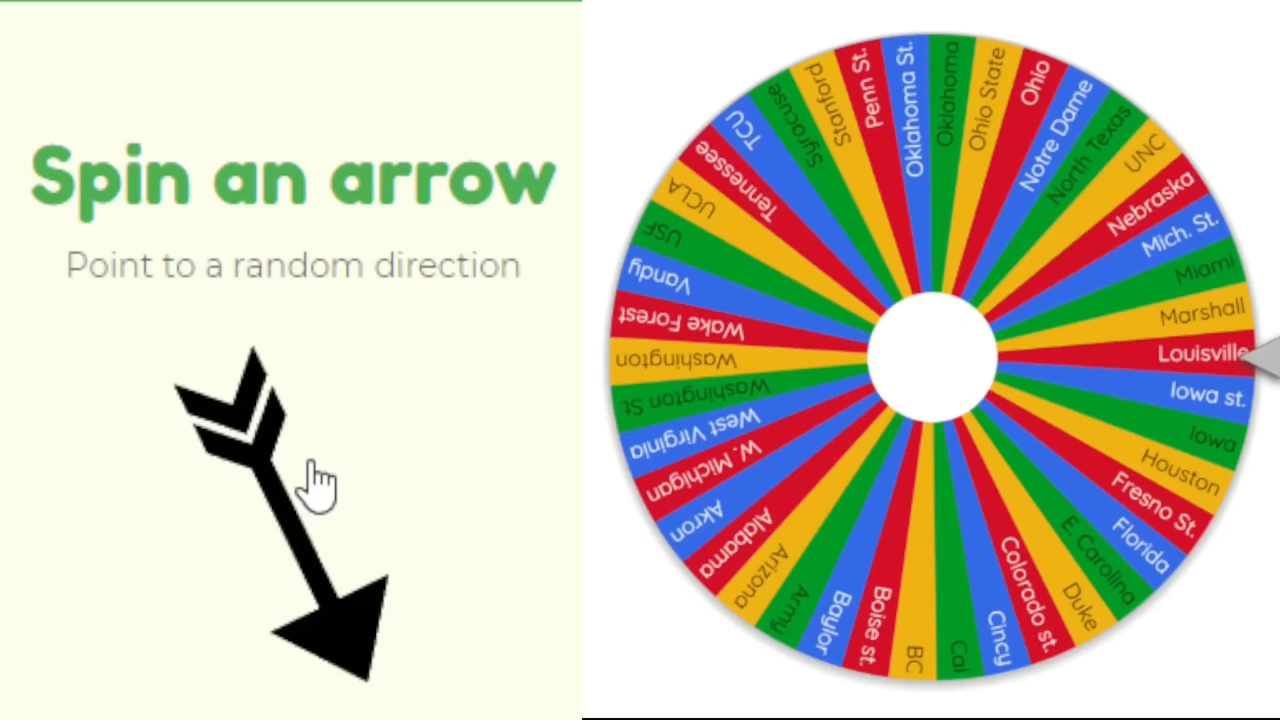 Spin an arrow
Point to a random direction
Penn St.
Oklahoma St.
Oklahoma
Ohio State
Ohio
Notre Dame
North Texas
UNC
Nebraska
Mich. St.
Miami
Marshall
Louisville
Iowa st.
Iowa
Houston
Fresno St.
Florida
E. Carolina
Duke
Colorado st.
Cincy
Cal
BC
Boise st.
Baylor
Army
Arizona
Alabama
Akron
W. Michigan
West Virginia
Washington St.
Washington
Wake Forest
Vandy
USF
UCLA
Tennessee
TCU
Syracuse
Stanford